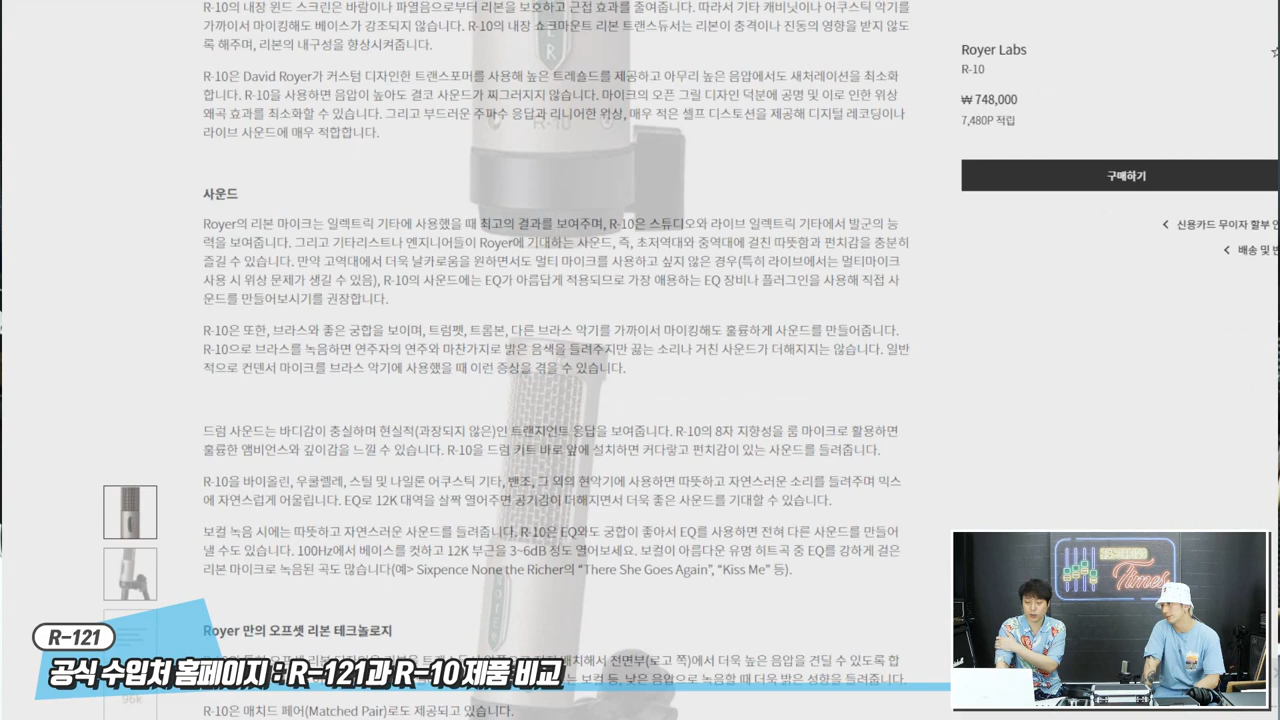 R-10의 내장 윈드 스크린은 바람이나 파열음으로부터 리본을 보호하고 근접 효과를 줄여줍니다. 따라서 기타 캐비닛이나 어쿠스틱 악기를
가까이서 마이킹해도 베이스가 강조되지 않습니다. R-10의 내장 쇼크마운트 리본 트랜스듀서는 리본이 충격이나 진동의 영향을 받지 않도
록 해주며, 리본의 내구성을 향상시켜줍니다.
R-10은 David Royer가 커스텀 디자인한 트랜스포머를 사용해 높은 트레숄드를 제공하고 아무리 높은 음압에서도 새처레이션을 최소화
합니다. R-10을 사용하면 음압이 높아도 결코 사운드가 찌그러지지 않습니다. 마이크의 오픈 그릴 디자인 덕분에 공명 및 이로 인한 위상
왜곡 효과를 최소화할 수 있습니다. 그리고 부드러운 주파수 응답과 리니어한 위상, 매우 적은 셀프 디스토션을 제공해 디지털 레코딩이나
라이브 사운드에 매우 적합합니다.
사운드
Royer의 리본 마이크는 일렉트릭 기타에 사용했을 때 최고의 결과를 보여주며, R-10은 스튜디오와 라이브 일렉트릭 기타에서 발군의 능
력을 보여줍니다. 그리고 기타리스트나 엔지니어들이 Royer에 기대하는 사운드, 즉, 초저역대와 중역대에 걸친 따뜻함과 펀치감을 충분히
즐길 수 있습니다. 만약 고역대에서 더욱 날카로움을 원하면서도 멀티 마이크를 사용하고 싶지 않은 경우(특히 라이브에서는 멀티마이크
사용 시 위상 문제가 생길 수 있음), R-10의 사운드에는 EQ가 아름답게 적용되므로 가장 애용하는 EQ 장비나 플러그인을 사용해 직접 사
운드를 만들어보시기를 권장합니다.
R-10은 또한, 브라스와 좋은 궁합을 보이며, 트럼펫, 트롬본, 다른 브라스 악기를 가까이서 마이킹해도 훌륭하게 사운드를 만들어줍니다.
R-10으로 브라스를 녹음하면 연주자의 연주와 마찬가지로 밝은 음색을 들려주지만 끓는 소리나 거친 사운드가 더해지지는 않습니다. 일반
적으로 컨덴서 마이크를 브라스 악기에 사용했을 때 이런 증상을 겪을 수 있습니다.
드럼 사운드는 바디감이 충실하며 현실적(과장되지 않은)인 트랜지언트 응답을 보여줍니다. R-10의 8자 지향성을 룸 마이크로 활용하면
훌륭한 앰비언스와 깊이감을 느낄 수 있습니다. R-10을 드럼 키트 바로 앞에 설치하면 커다랗고 펀치감이 있는 사운드를 들려줍니다.
R-10을 바이올린, 우쿨렐레, 스틸 및 나일론 어쿠스틱 기타, 밴조, 그 외의 현악기에 사용하면 따뜻하고 자연스러운 소리를 들려주며 믹스
에 자연스럽게 어울립니다. EQ로 12K 대역을 살짝 열어주면 공기감이 더해지면서 더욱 좋은 사운드를 기대할 수 있습니다.
보컬 녹음 시에는 따뜻하고 자연스러운 사운드를 들려줍니다. R-10은 EQ와도 궁합이 좋아서 EQ를 사용하면 전혀 다른 사운드를 만들어
낼 수도 있습니다. 100Hz에서 베이스를 컷하고 12K 부근을 3~6dB 정도 열어보세요. 보컬이 아름다운 유명 히트곡 중 EQ를 강하게 걸은
리본 마이크로 녹음된 곡도 많습니다(예> Sixpence None the Richer의 “There She Goes Again”, “Kiss Me” 등).
Royer 만의 오프셋 리본 테크놀로지
배치해서 전면부(로고 쪽)에서 더욱 높은 음압을 견딜 수 있도록 합
는 보컬 등, 낮은 음압으로 녹음할 때 더욱 밝은 성향을 들려줍니다.
R-10은 매치드 페어(Matched Pair)로도 제공되고 있습니다.
Royer Labs
R-10
₩ 748,000
7,480P 적립
구매하기
신용카드 무이자 할부 안
배송 및 반
R-10
ROYER
96k
R-121
공식 수입처 홈페이지 : R-121과 R-10 제품 비교
Times